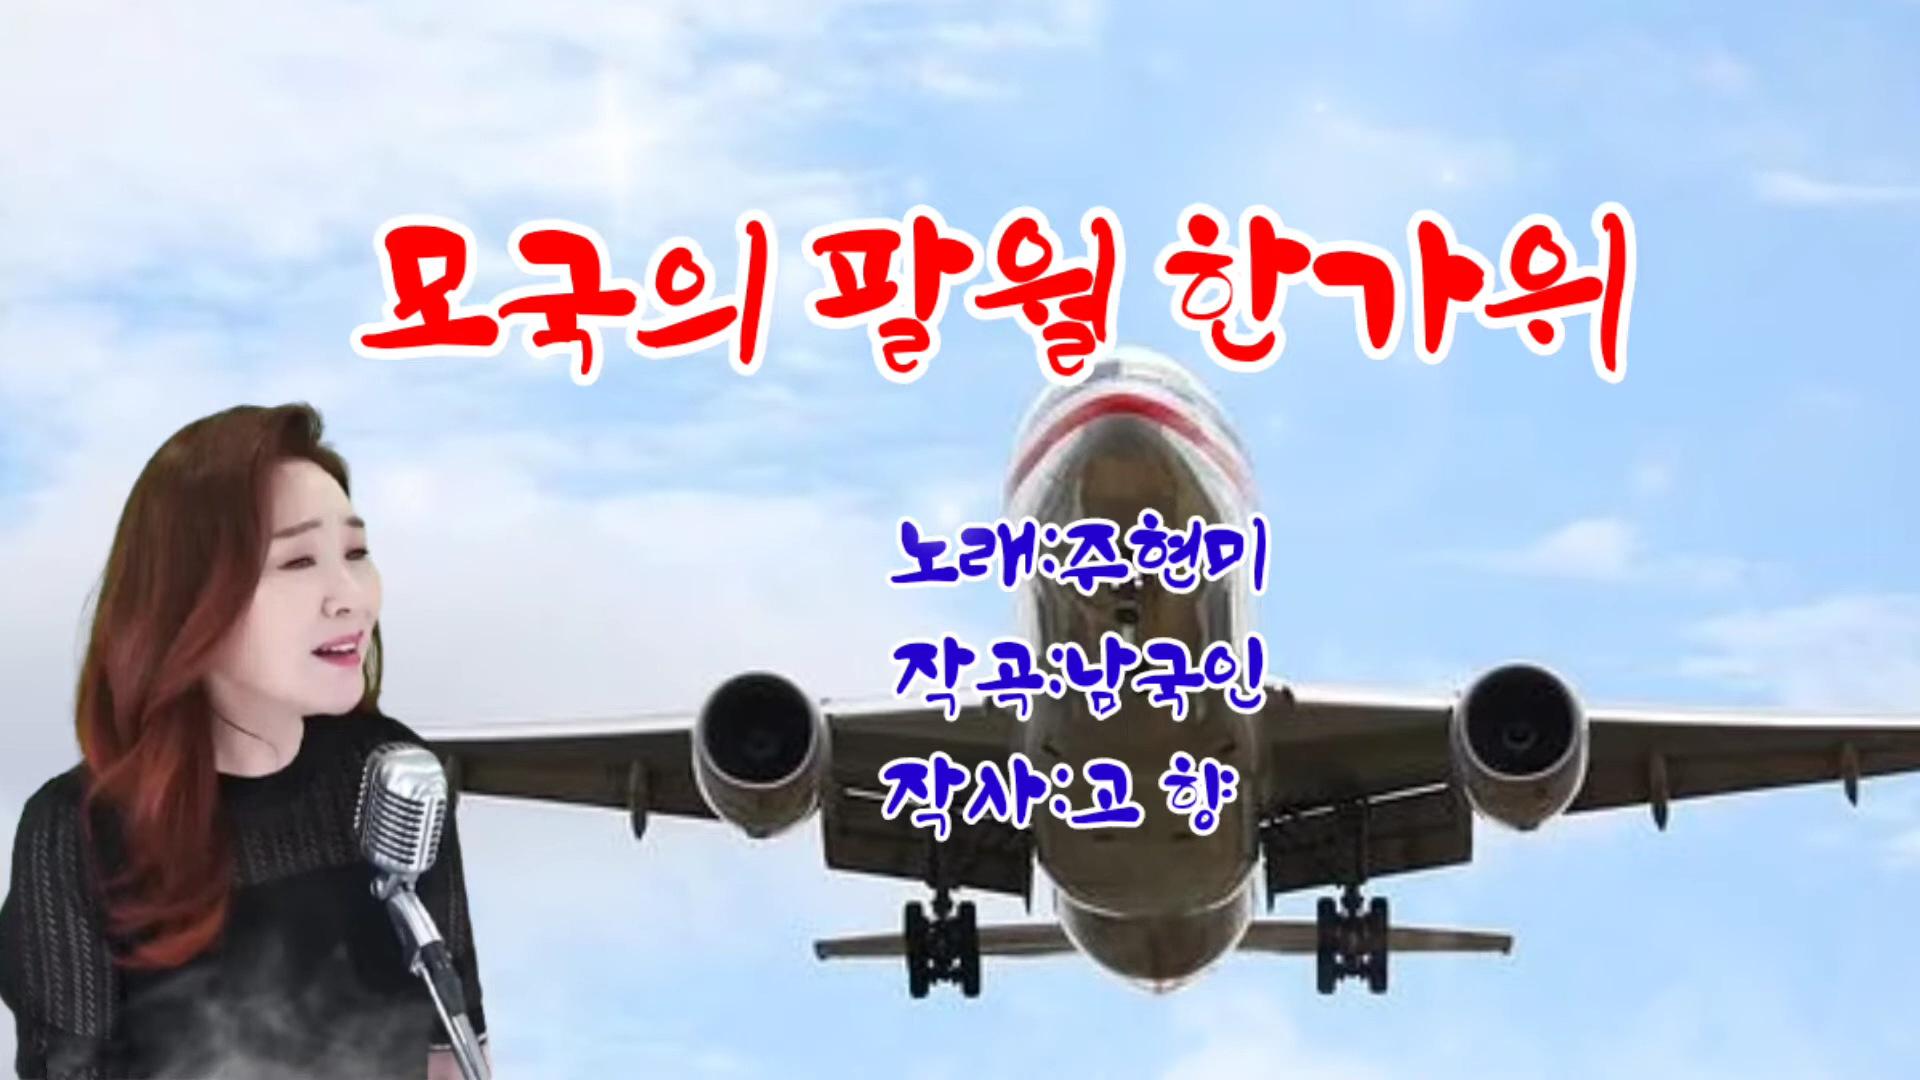 모국의 팔월 한가위
노래:주현미
작곡:남국인
작사:고 향